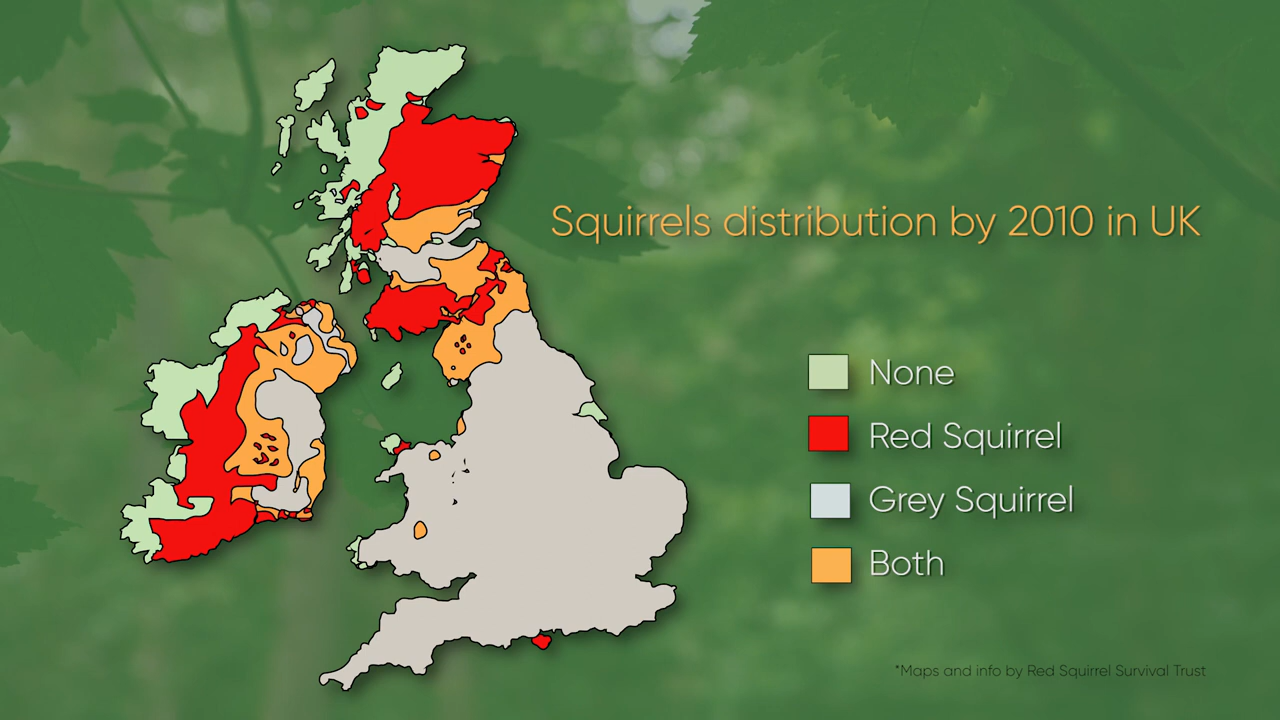 Squirrels distribution by 2010 in UK
None
Red Squirrel
Grey Squirrel
Both
*Maps and info by Red Squirrel Survival Trust